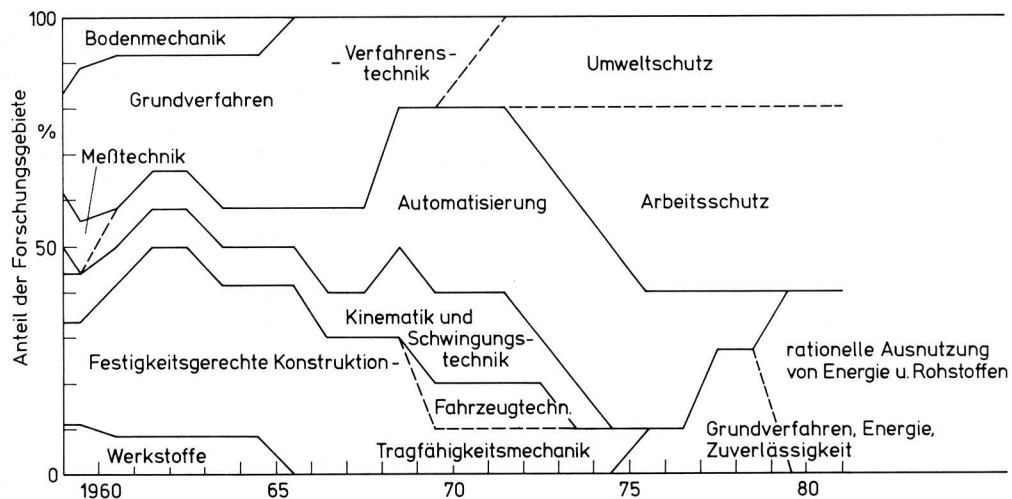 100
Bodenmechanik
Verfahrens-
technik
Umweltschutz
Grundverfahren
%
Meßtechnik
Automatisierung
Arbeitsschutz
50
Anteil der Forschungsgebiete
Kinematik und
Schwingungs-
technik
Festigkeitsgerechte Konstruktion
rationelle Ausnutzung
von Energie u. Rohstoffen
Fahrzeugtechn.
Grundverfahren, Energie,
Zuverlässigkeit
Werkstoffe
Tragfähigkeitsmechanik
0
1960 65 70 75 80